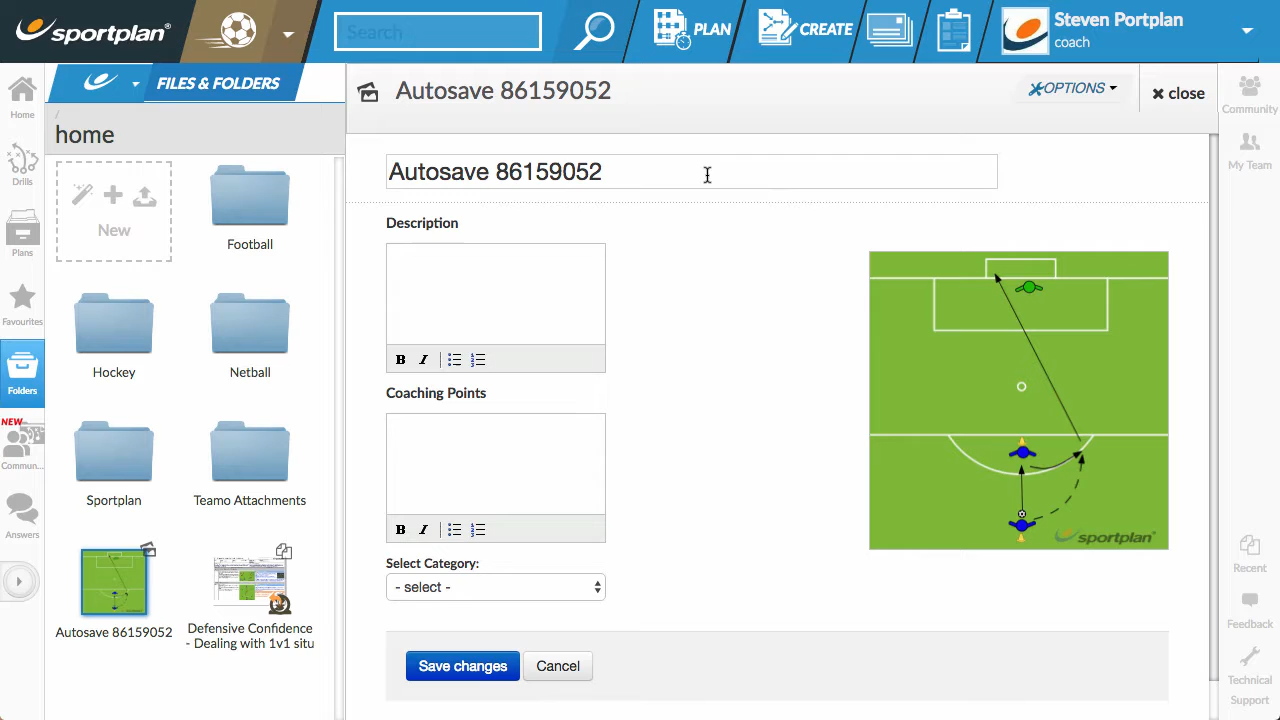 sportplan
Search
PLAN
CREATE
Steven Portplan
coach
FILES & FOLDERS
Autosave 86159052
OPTIONS
close
Home
Drills
Plans
Favourites
Folders
NEW
Commun...
Answers
/
home
New
Football
Hockey
Netball
Sportplan
Teamo Attachments
Autosave 86159052
Defensive Confidence
- Dealing with 1v1 situ
Autosave 86159052
Description
B I
Coaching Points
B I
Select Category:
- select -
Save changes
Cancel
sportplan
Community
My Team
Recent
Feedback
Technical
Support